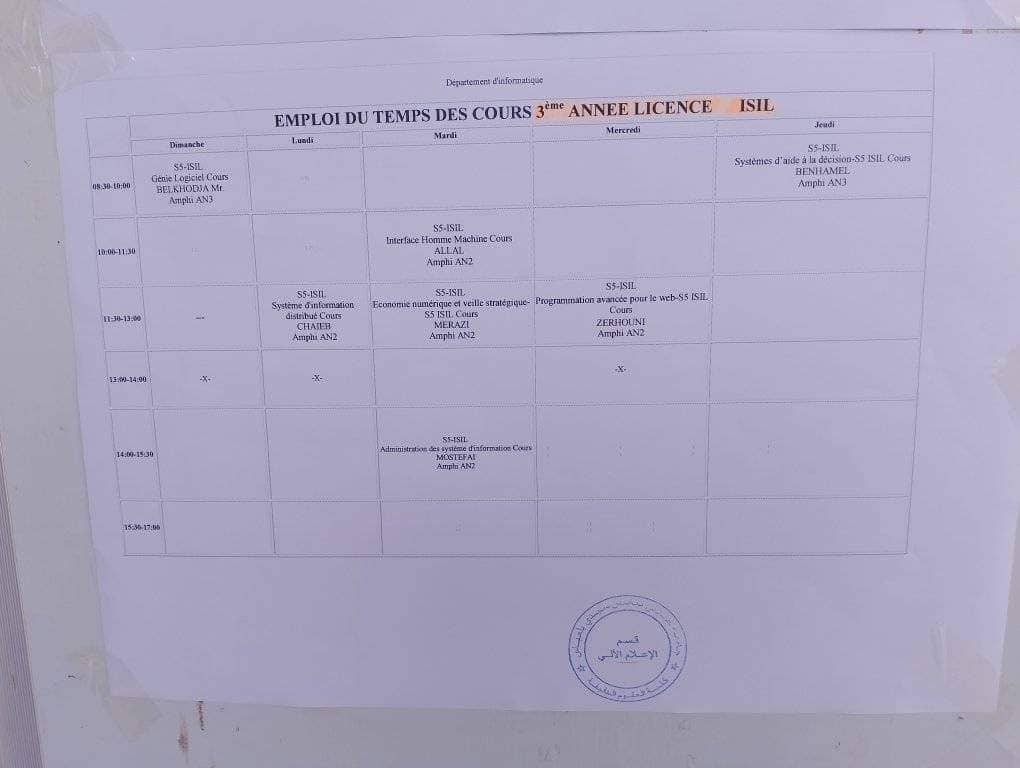 Département d'informatique
EMPLOI DU TEMPS DES COURS 3ème ANNEE LICENCE ISIL
Dimanche Lundi Mardi Mercredi Jeudi
08:30-10:00
S5-ISIL
Génie Logiciel Cours
BELKHODJA Mr.
Amphi AN3
S5-ISIL
Systèmes d'aide à la décision-S5 ISIL Cours
BENHAMEL
Amphi AN3
10:00-11:30
S5-ISIL
Interface Homme Machine Cours
ALLAL
Amphi AN2
11:30-13:00
---
S5-ISIL
Système d'information
distribué Cours
CHAIEB
Amphi AN2
S5-ISIL
Economie numérique et veille stratégique-
S5 ISIL Cours
MERAZI
Amphi AN2
S5-ISIL
Programmation avancée pour le web-S5 ISIL
Cours
ZERHOUNI
Amphi AN2
13:00-14:00
-X- -X- -X-
14:00-15:30
S5-ISIL
Administration des système d'information Cours
MOSTEFAI
Amphi AN2
15:30-17:00
قسم
الإعلام الآلي